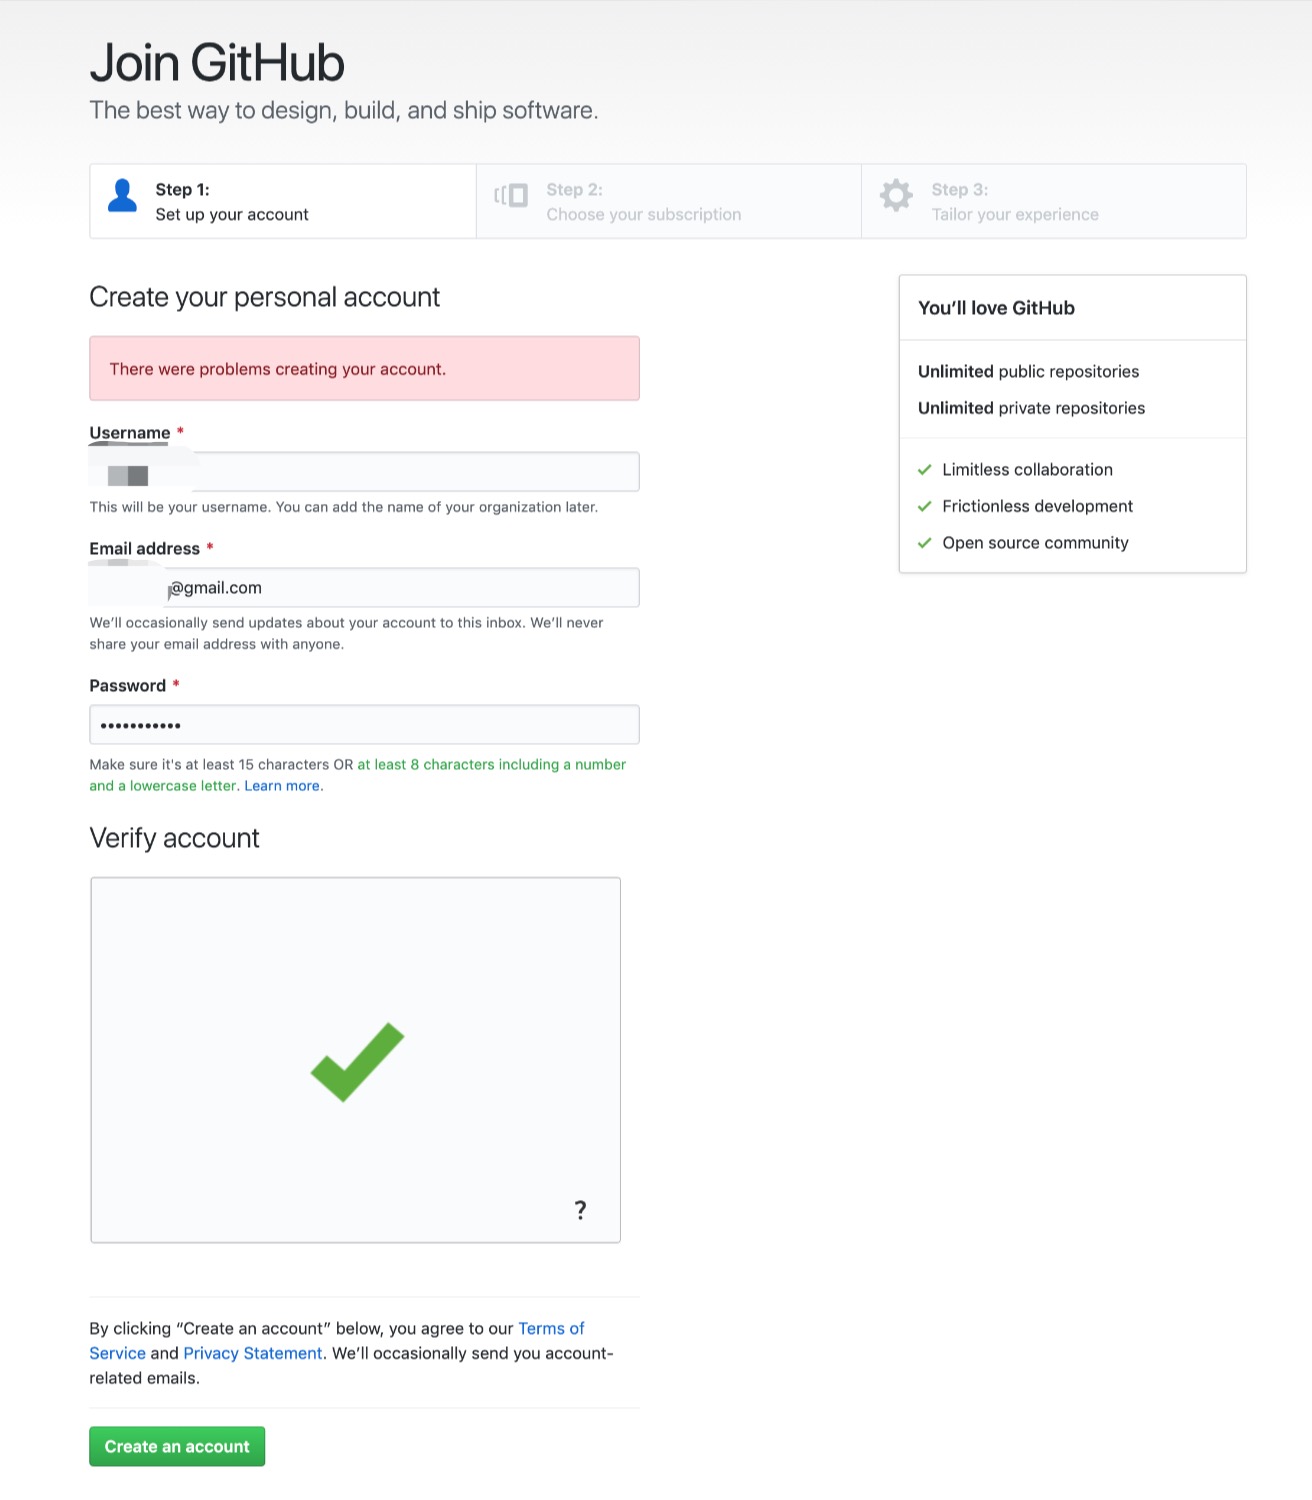 Join GitHub
The best way to design, build, and ship software.
Step 1:
Set up your account
Step 2:
Choose your subscription
Step 3:
Tailor your experience
Create your personal account
There were problems creating your account.
Username *
This will be your username. You can add the name of your organization later.
Email address *
@gmail.com
We’ll occasionally send updates about your account to this inbox. We’ll never
share your email address with anyone.
Password *
•••••••••••
Make sure it's at least 15 characters OR at least 8 characters including a number
and a lowercase letter. Learn more.
Verify account
?
By clicking “Create an account” below, you agree to our Terms of
Service and Privacy Statement. We’ll occasionally send you account-
related emails.
Create an account
You’ll love GitHub
Unlimited public repositories
Unlimited private repositories
Limitless collaboration
Frictionless development
Open source community